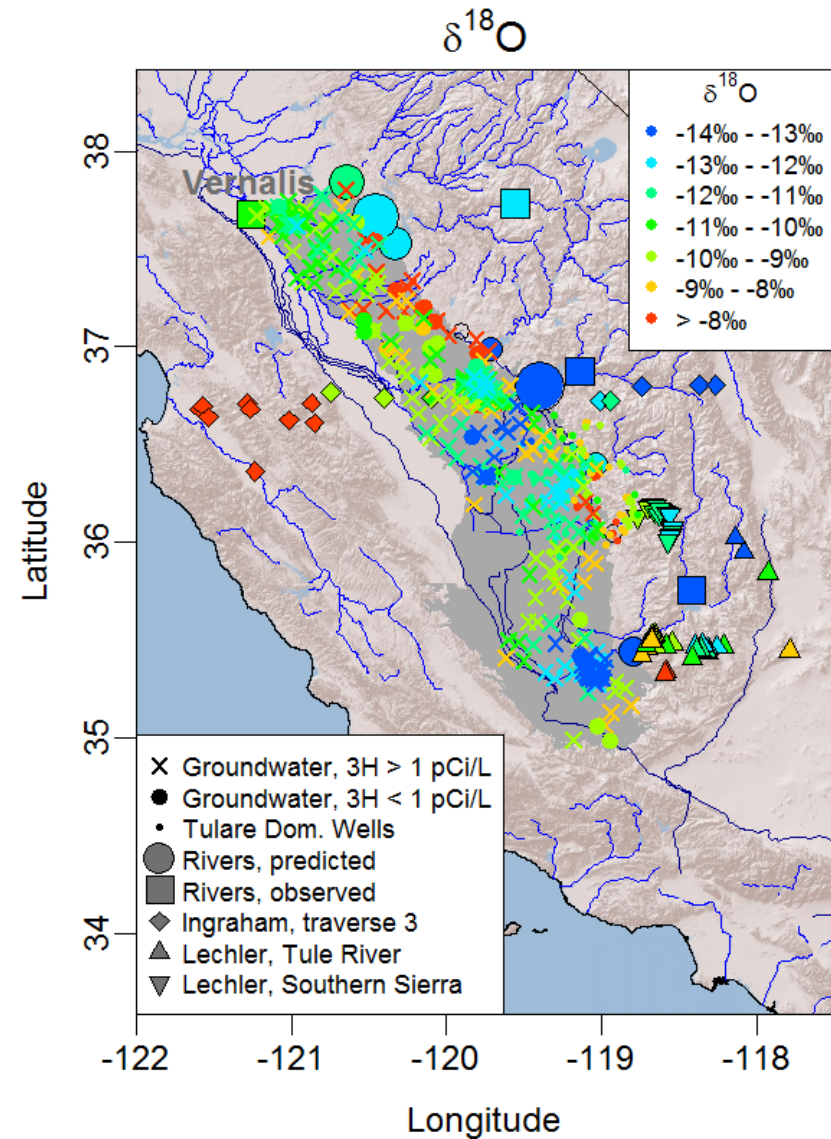 δ18O
Vernalis
δ18O
-14‰ - -13‰
-13‰ - -12‰
-12‰ - -11‰
-11‰ - -10‰
-10‰ - -9‰
-9‰ - -8‰
> -8‰
38
37
36
35
34
Latitude
Groundwater, 3H > 1 pCi/L
Groundwater, 3H < 1 pCi/L
Tulare Dom. Wells
Rivers, predicted
Rivers, observed
Ingraham, traverse 3
Lechler, Tule River
Lechler, Southern Sierra
-122 -121 -120 -119 -118
Longitude